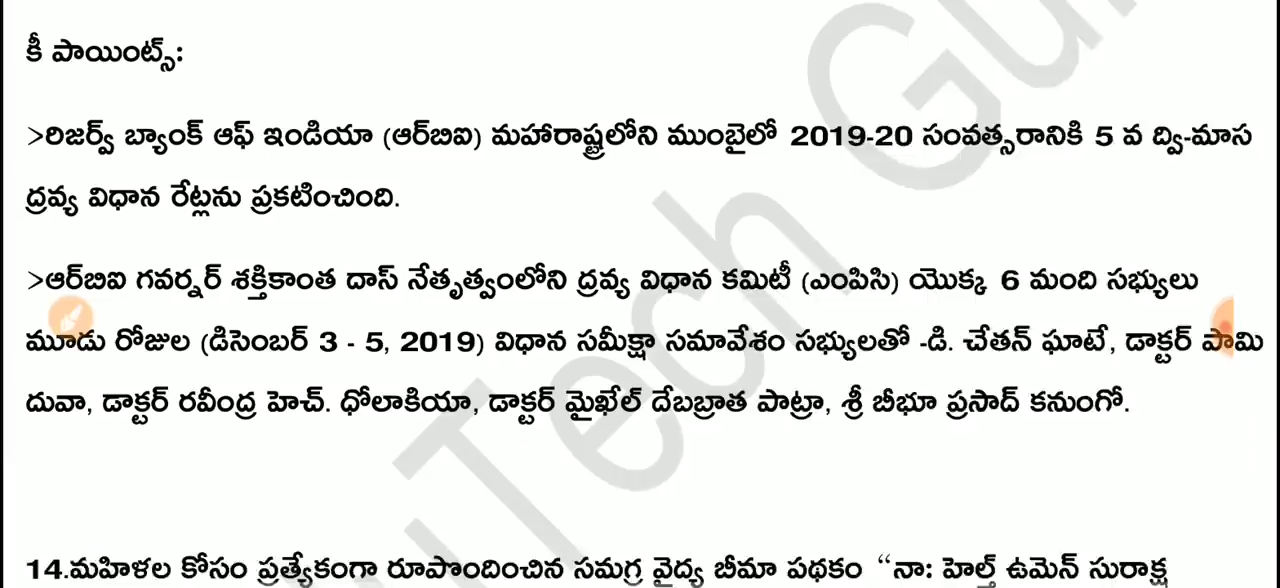 కీ పాయింట్స్:
>రిజర్వ్ బ్యాంక్ ఆఫ్ ఇండియా (ఆర్‌బిఐ) మహారాష్ట్రలోని ముంబైలో 2019-20 సంవత్సరానికి 5 వ ద్వి-మాస
ద్రవ్య విధాన రేట్లను ప్రకటించింది.
>ఆర్‌బిఐ గవర్నర్ శక్తికాంత దాస్ నేతృత్వంలోని ద్రవ్య విధాన కమిటీ (ఎంపిసి) యొక్క 6 మంది సభ్యులు
మూడు రోజుల (డిసెంబర్ 3 - 5, 2019) విధాన సమీక్షా సమావేశం సభ్యులతో -డి. చేతన్ ఘాటే, డాక్టర్ పామి
దువా, డాక్టర్ రవీంద్ర హెచ్. ధోలాకియా, డాక్టర్ మైఖేల్ దేబబ్రాత పాట్రా, శ్రీ బీభూ ప్రసాద్ కనుంగో.
14.మహిళల కోసం ప్రత్యేకంగా రూపొందించిన సమగ్ర వైద్య బీమా పథకం “నా: హెల్త్ ఉమెన్ సురాక్ష